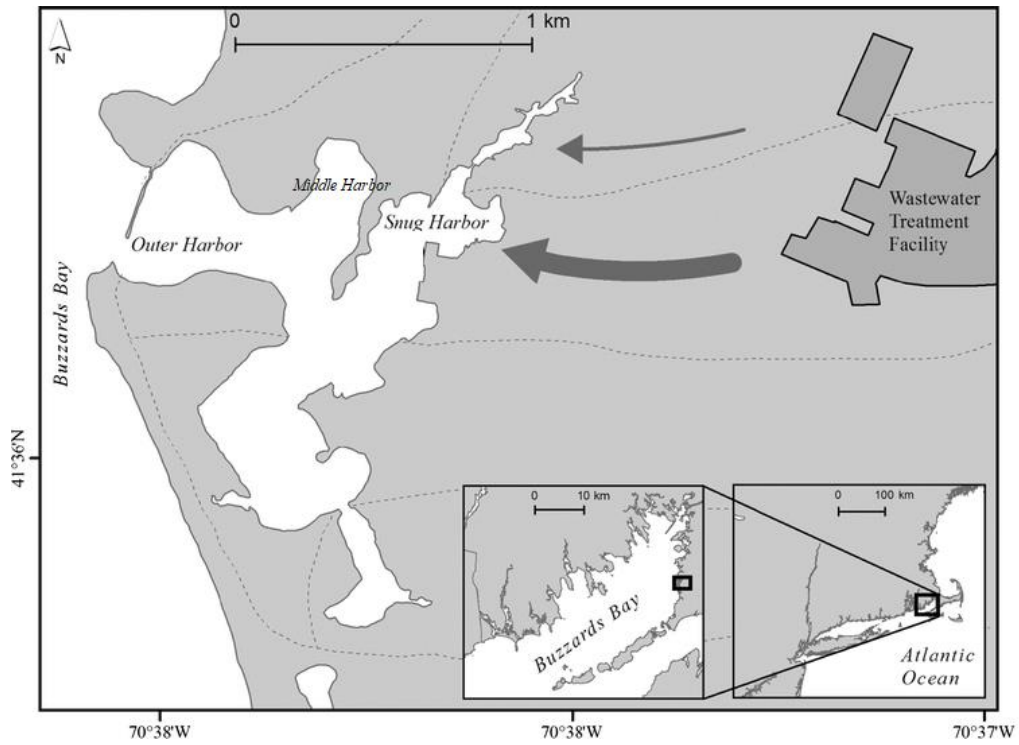 0
1 km
N
Middle Harbor
Snug Harbor
Outer Harbor
Wastewater
Treatment
Facility
Buzzards Bay
41°36'N
0
10 km
Buzzards Bay
0
100 km
Atlantic
Ocean
70°38'W
70°38'W
70°37'W